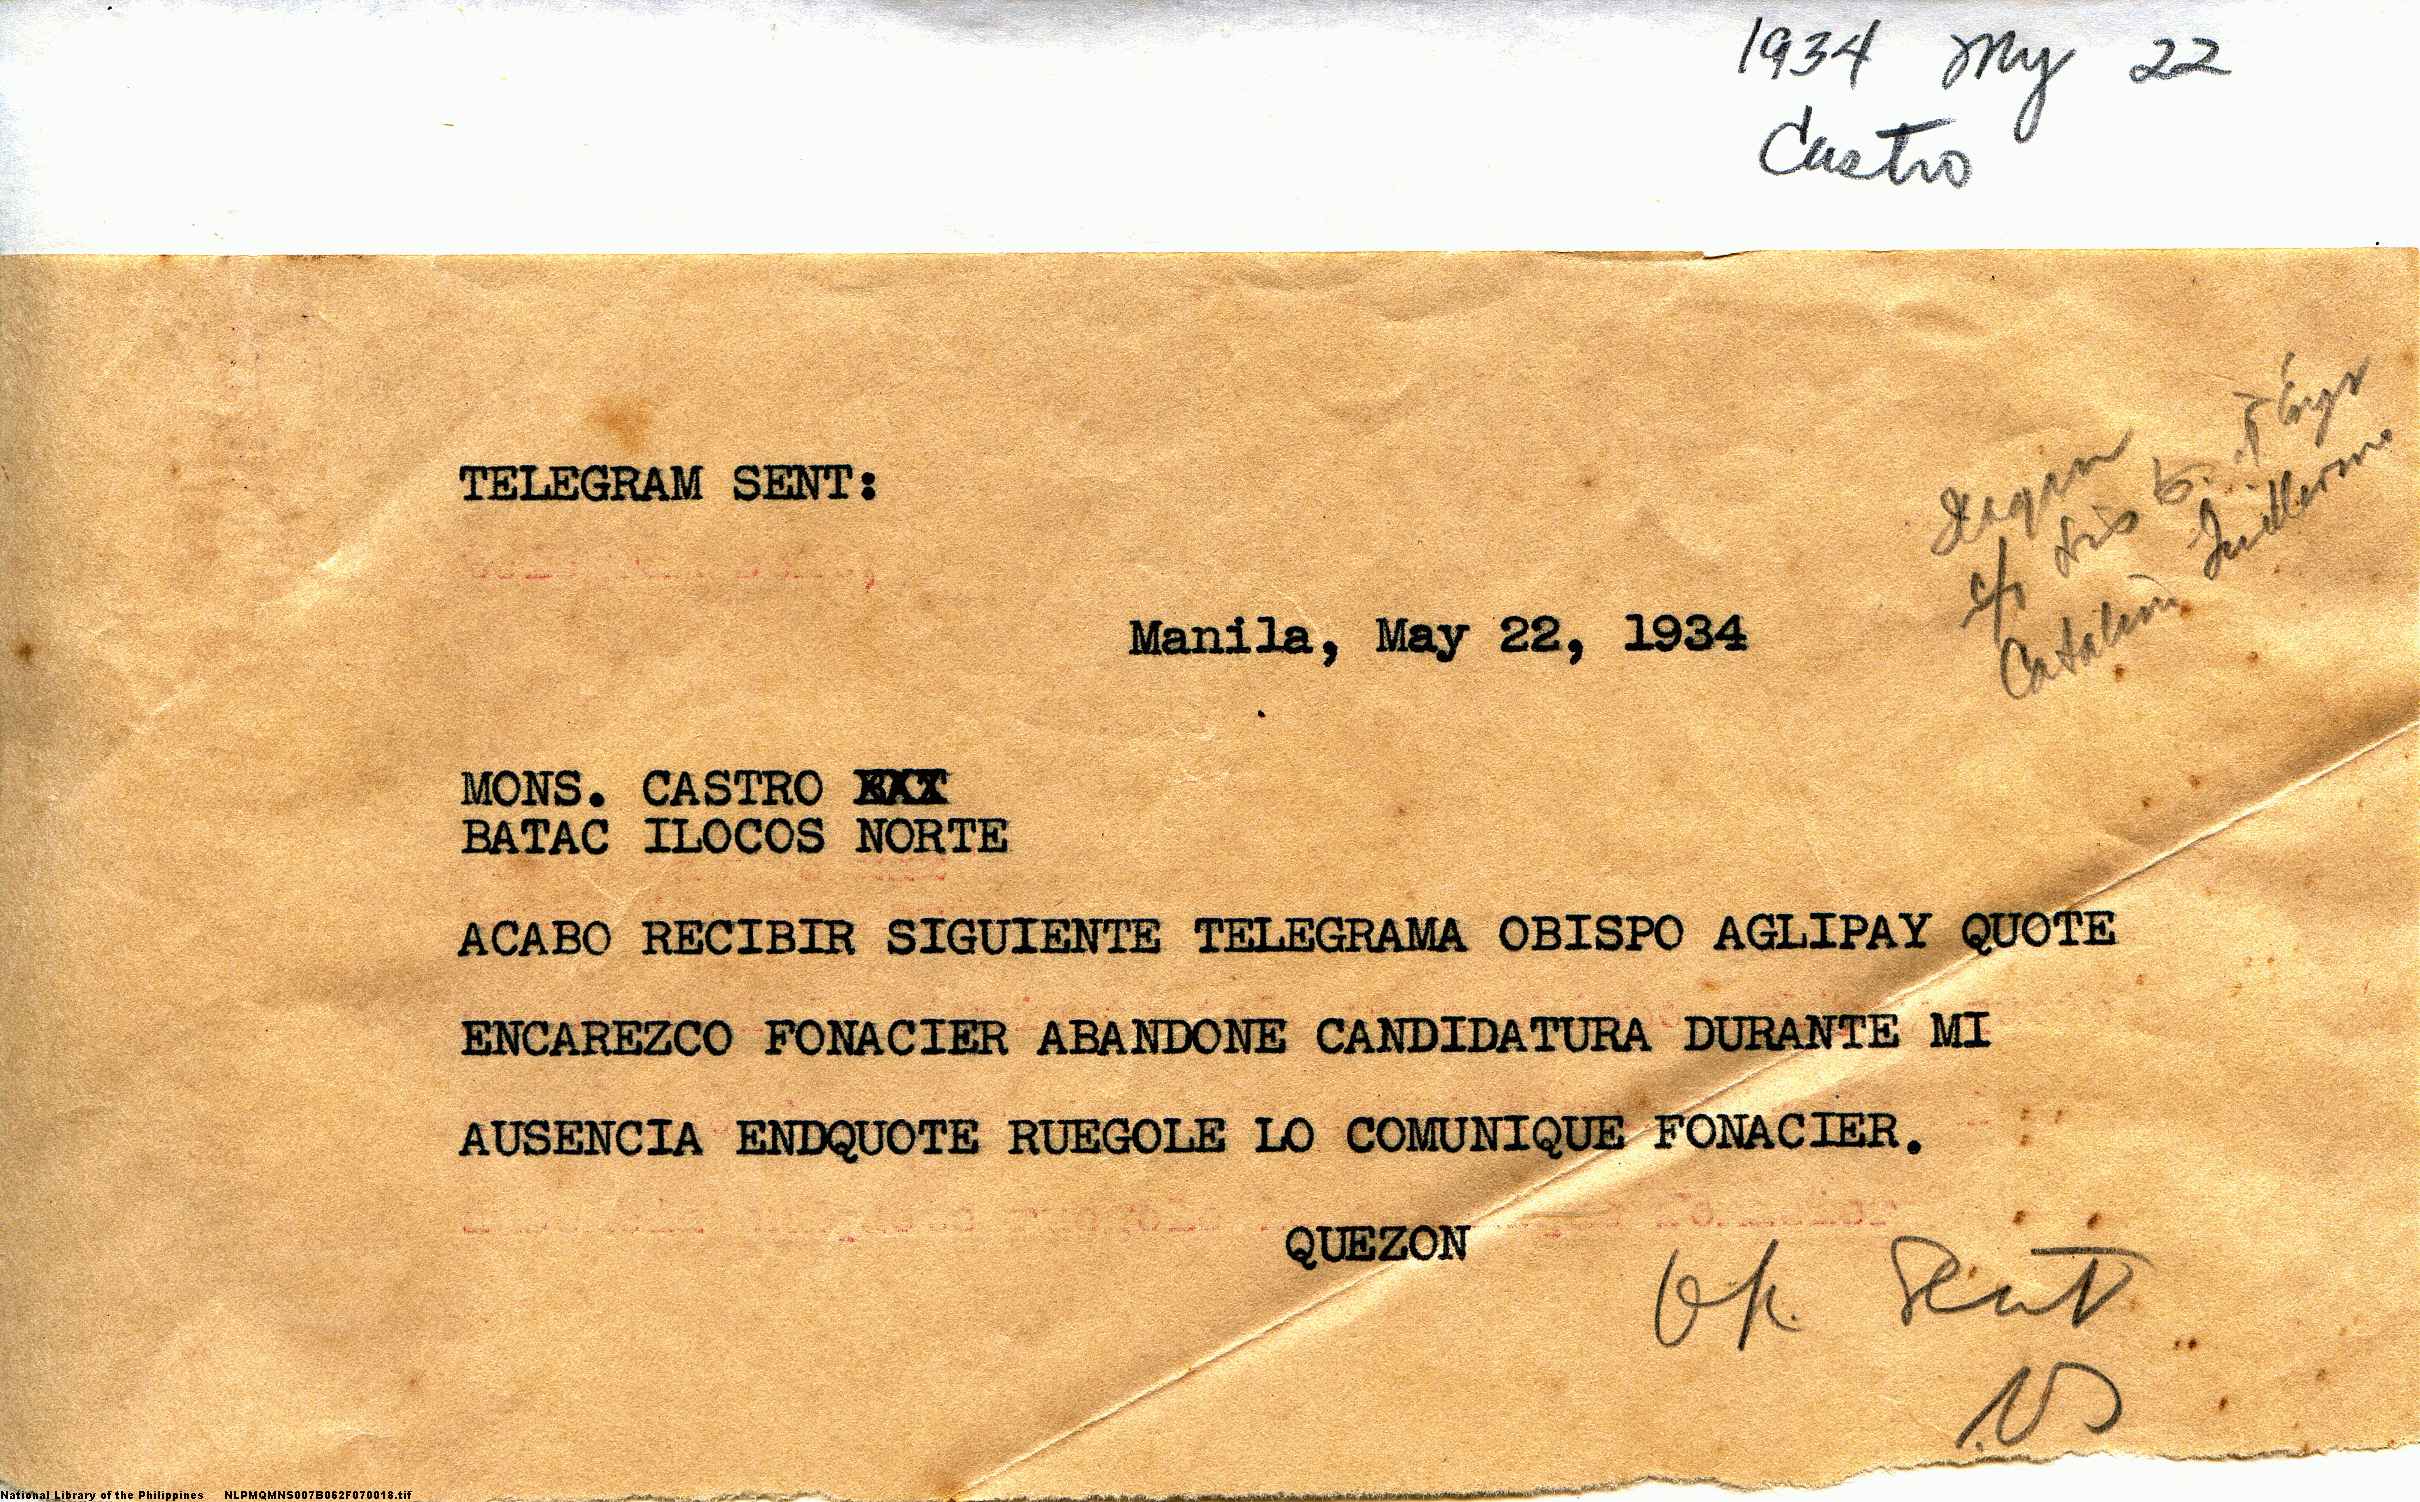 1934 My 22
Castro
TELEGRAM SENT:
Manila, May 22, 1934
c/o
Catalino Guillermo
MONS. CASTRO
BATAC ILOCOS NORTE
ACABO RECIBIR SIGUIENTE TELEGRAMA OBISPO AGLIPAY QUOTE
ENCAREZCO FONACIER ABANDONE CANDIDATURA DURANTE MI
AUSENCIA ENDQUOTE RUEGOLE LO COMUNIQUE FONACIER.
QUEZON
Ok. Sent
National Library of the Philippines NLPMQMNS007B062F070018.tif